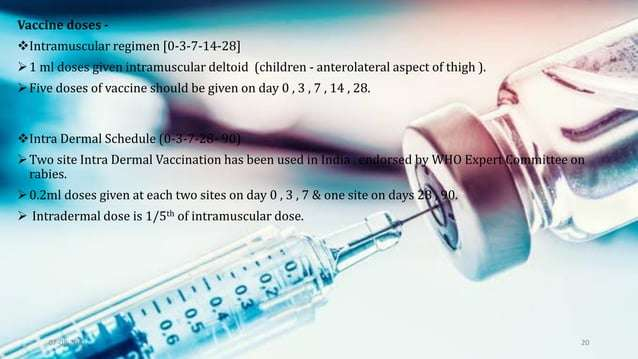 Vaccine doses -
❖Intramuscular regimen [0-3-7-14-28]
➢1 ml doses given intramuscular deltoid (children - anterolateral aspect of thigh ).
➢Five doses of vaccine should be given on day 0 , 3 , 7 , 14 , 28.
❖Intra Dermal Schedule (0-3-7-28- 90)
➢Two site Intra Dermal Vaccination has been used in India endorsed by WHO Expert Committee on
rabies.
➢0.2ml doses given at each two sites on day 0 , 3 , 7 & one site on days 28 , 90.
➢ Intradermal dose is 1/5th of intramuscular dose.
20